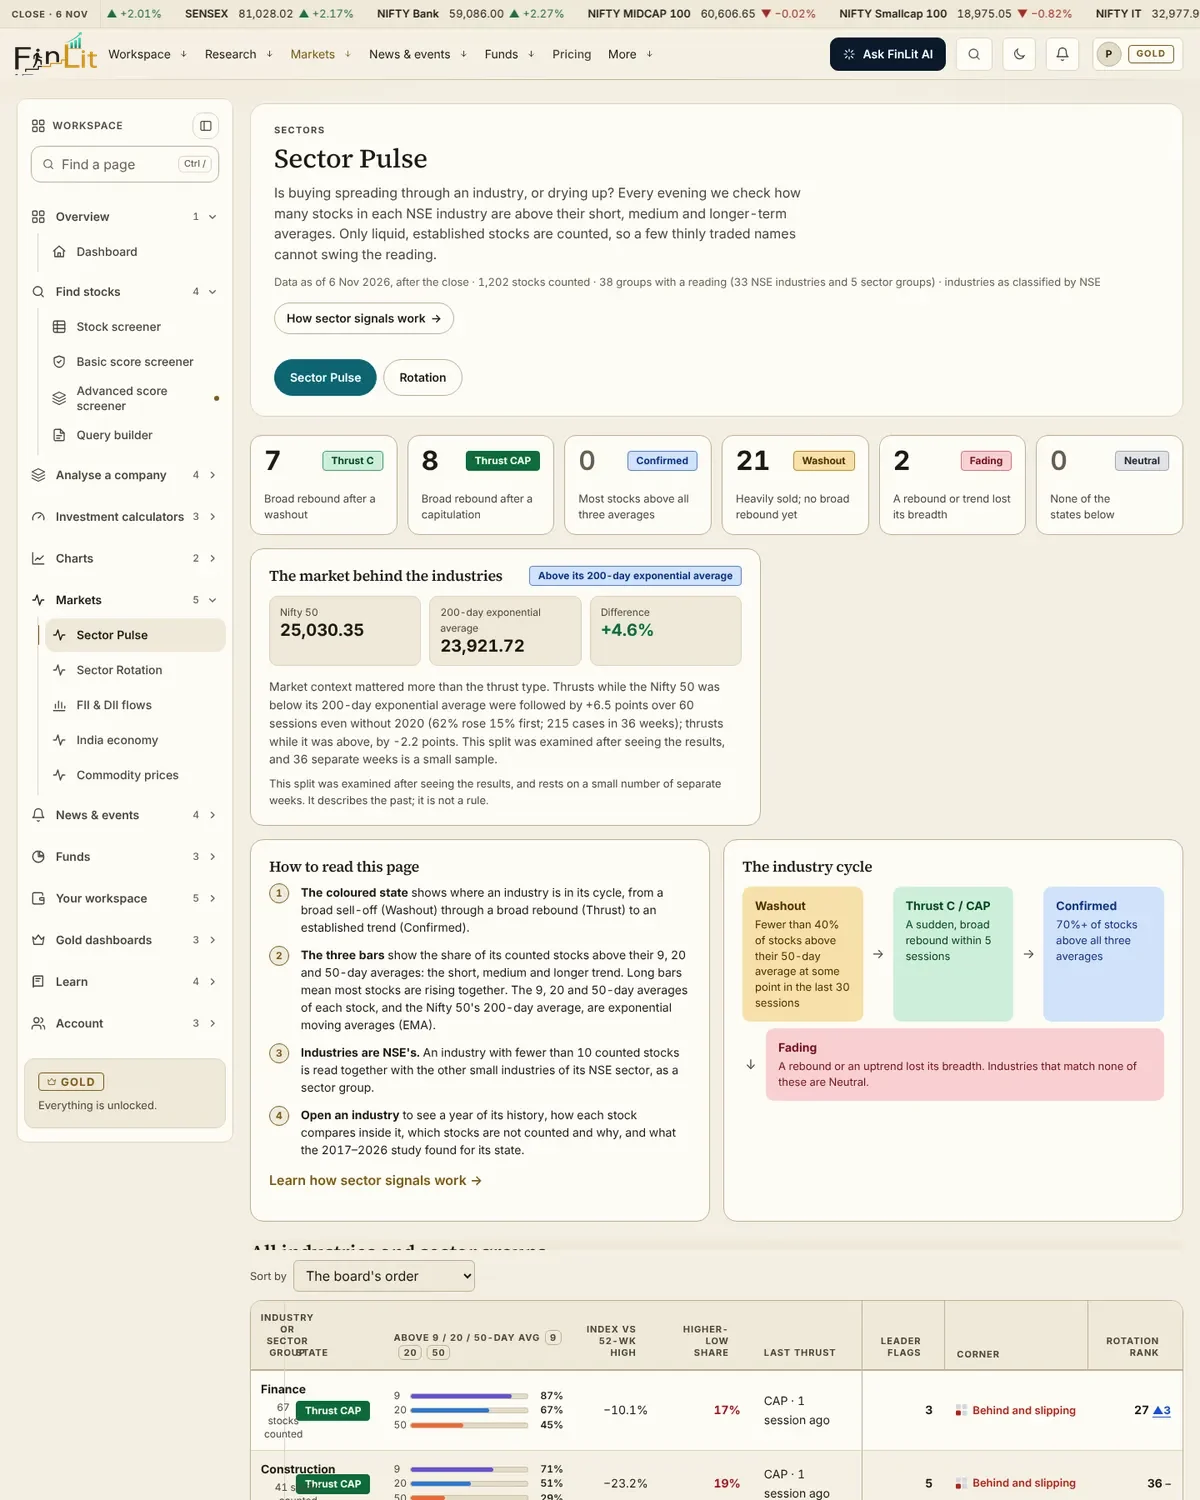 CLOSE · 6 NOV ▲ +2.01% SENSEX 81,028.02 ▲ +2.17% NIFTY Bank 59,086.00 ▲ +2.27% NIFTY MIDCAP 100 60,606.65 ▼ −0.02% NIFTY Smallcap 100 18,975.05 ▼ −0.82% NIFTY IT 32,977.9
FinLit Workspace Research Markets News & events Funds Pricing More Ask FinLit AI P GOLD
WORKSPACE
Find a page Ctrl /
Overview 1
Dashboard
Find stocks 4
Stock screener
Basic score screener
Advanced score
screener
Query builder
Analyse a company 4
Investment calculators 3
Charts 2
Markets 5
Sector Pulse
Sector Rotation
FII & DII flows
India economy
Commodity prices
News & events 4
Funds 3
Your workspace 5
Gold dashboards 3
Learn 4
Account 3
GOLD
Everything is unlocked.
SECTORS
Sector Pulse
Is buying spreading through an industry, or drying up? Every evening we check how
many stocks in each NSE industry are above their short, medium and longer-term
averages. Only liquid, established stocks are counted, so a few thinly traded names
cannot swing the reading.
Data as of 6 Nov 2026, after the close · 1,202 stocks counted · 38 groups with a reading (33 NSE industries and 5 sector groups) · industries as classified by NSE
How sector signals work →
Sector Pulse Rotation
7 Thrust C
Broad rebound after a
washout
8 Thrust CAP
Broad rebound after a
capitulation
0 Confirmed
Most stocks above all
three averages
21 Washout
Heavily sold; no broad
rebound yet
2 Fading
A rebound or trend lost
its breadth
0 Neutral
None of the
states below
The market behind the industries Above its 200-day exponential average
Nifty 50
25,030.35
200-day exponential
average
23,921.72
Difference
+4.6%
Market context mattered more than the thrust type. Thrusts while the Nifty 50 was
below its 200-day exponential average were followed by +6.5 points over 60
sessions even without 2020 (62% rose 15% first; 215 cases in 36 weeks); thrusts
while it was above, by -2.2 points. This split was examined after seeing the results,
and 36 separate weeks is a small sample.
This split was examined after seeing the results, and rests on a small number of separate
weeks. It describes the past; it is not a rule.
How to read this page
1 The coloured state shows where an industry is in its cycle, from a
broad sell-off (Washout) through a broad rebound (Thrust) to an
established trend (Confirmed).
2 The three bars show the share of its counted stocks above their 9, 20
and 50-day averages: the short, medium and longer trend. Long bars
mean most stocks are rising together. The 9, 20 and 50-day averages
of each stock, and the Nifty 50's 200-day average, are exponential
moving averages (EMA).
3 Industries are NSE's. An industry with fewer than 10 counted stocks
is read together with the other small industries of its NSE sector, as a
sector group.
4 Open an industry to see a year of its history, how each stock
compares inside it, which stocks are not counted and why, and what
the 2017–2026 study found for its state.
Learn how sector signals work →
The industry cycle
Washout
Fewer than 40%
of stocks above
their 50-day
average at some
point in the last 30
sessions
→
Thrust C / CAP
A sudden, broad
rebound within 5
sessions
→
Confirmed
70%+ of stocks
above all three
averages
↓ Fading
A rebound or an uptrend lost its breadth. Industries that match none of
these are Neutral.
All industries and sector groups
Sort by The board's order
INDUSTRY
OR
SECTOR
GROUP
STATE
ABOVE 9 / 20 / 50-DAY AVG 9
20 50
INDEX VS
52-WK
HIGH
HIGHER-
LOW
SHARE
LAST THRUST
LEADER
FLAGS
CORNER
ROTATION
RANK
Finance
67
stocks
counted
Thrust CAP
9 87%
20 67%
50 45%
−10.1%
17%
CAP · 1
session ago
3
Behind and slipping
27 ▲3
Construction
41
counted
Thrust CAP
9 71%
20 51%
50 29%
−23.2%
19%
CAP · 1
session ago
5
Behind and slipping
36 –